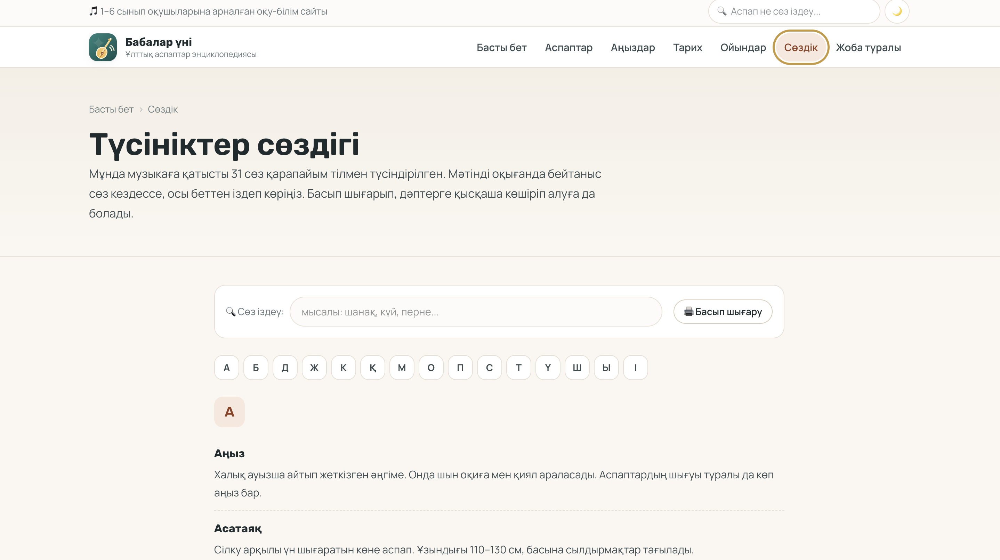 1–6 сынып оқушыларына арналған оқу-білім сайты
Аспап не сөз іздеу...
Бабалар үні
Ұлттық аспаптар энциклопедиясы
Басты бет
Аспаптар
Аңыздар
Тарих
Ойындар
Сөздік
Жоба туралы
Басты бет › Сөздік
Түсініктер сөздігі
Мұнда музыкаға қатысты 31 сөз қарапайым тілмен түсіндірілген. Мәтінді оқығанда бейтаныс
сөз кездессе, осы беттен іздеп көріңіз. Басып шығарып, дәптерге қысқаша көшіріп алуға да
болады.
Сөз іздеу:
мысалы: шанақ, күй, перне...
Басып шығару
А Б Д Ж К Қ М О П С Т Ү Ш Ы І
А
Аңыз
Халық ауызша айтып жеткізген әңгіме. Онда шын оқиға мен қиял араласады. Аспаптардың шығуы туралы да көп
аңыз бар.
Асатаяқ
Сілку арқылы үн шығаратын көне аспап. Ұзындығы 110–130 см, басына сылдырмақтар тағылады.